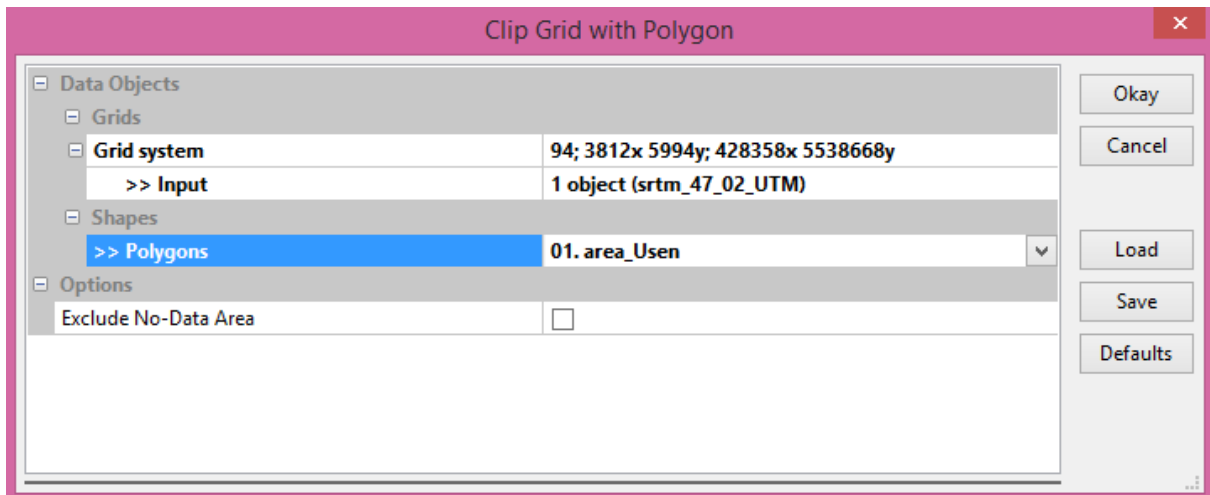 Clip Grid with Polygon
Data Objects
Grids
Grid system 94; 3812x 5994y; 428358x 5538668y
>> Input 1 object (srtm_47_02_UTM)
Shapes
>> Polygons 01. area_Usen
Options
Exclude No-Data Area
Okay
Cancel
Load
Save
Defaults